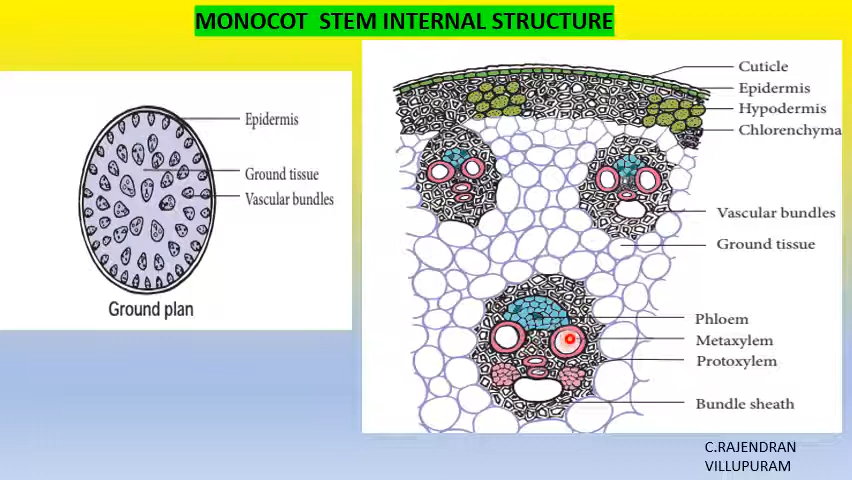 MONOCOT STEM INTERNAL STRUCTURE
Epidermis
Ground tissue
Vascular bundles
Ground plan
Cuticle
Epidermis
Hypodermis
Chlorenchyma
Vascular bundles
Ground tissue
Phloem
Metaxylem
Protoxylem
Bundle sheath
C.RAJENDRAN
VILLUPURAM